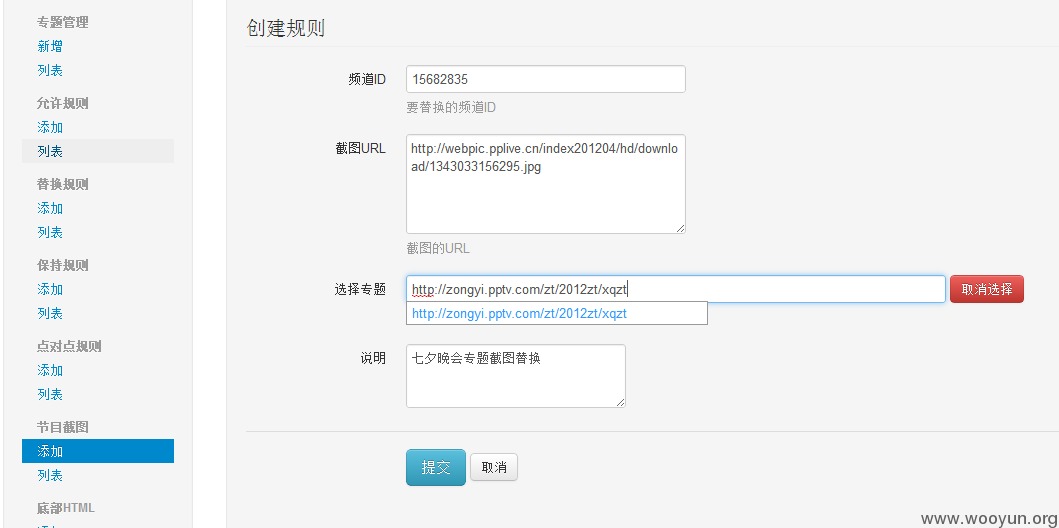 专题管理
新增
列表
允许规则
添加
列表
替换规则
添加
列表
保持规则
添加
列表
点对点规则
添加
列表
节目截图
添加
列表
底部HTML
创建规则
频道ID
15682835
要替换的频道ID
截图URL
http://webpic.pplive.cn/index201204/hd/downlo
ad/1343033156295.jpg
截图的URL
选择专题
http://zongyi.pptv.com/zt/2012zt/xqzt
取消选择
http://zongyi.pptv.com/zt/2012zt/xqzt
说明
七夕晚会专题截图替换
提交
取消
www.wooyun.org